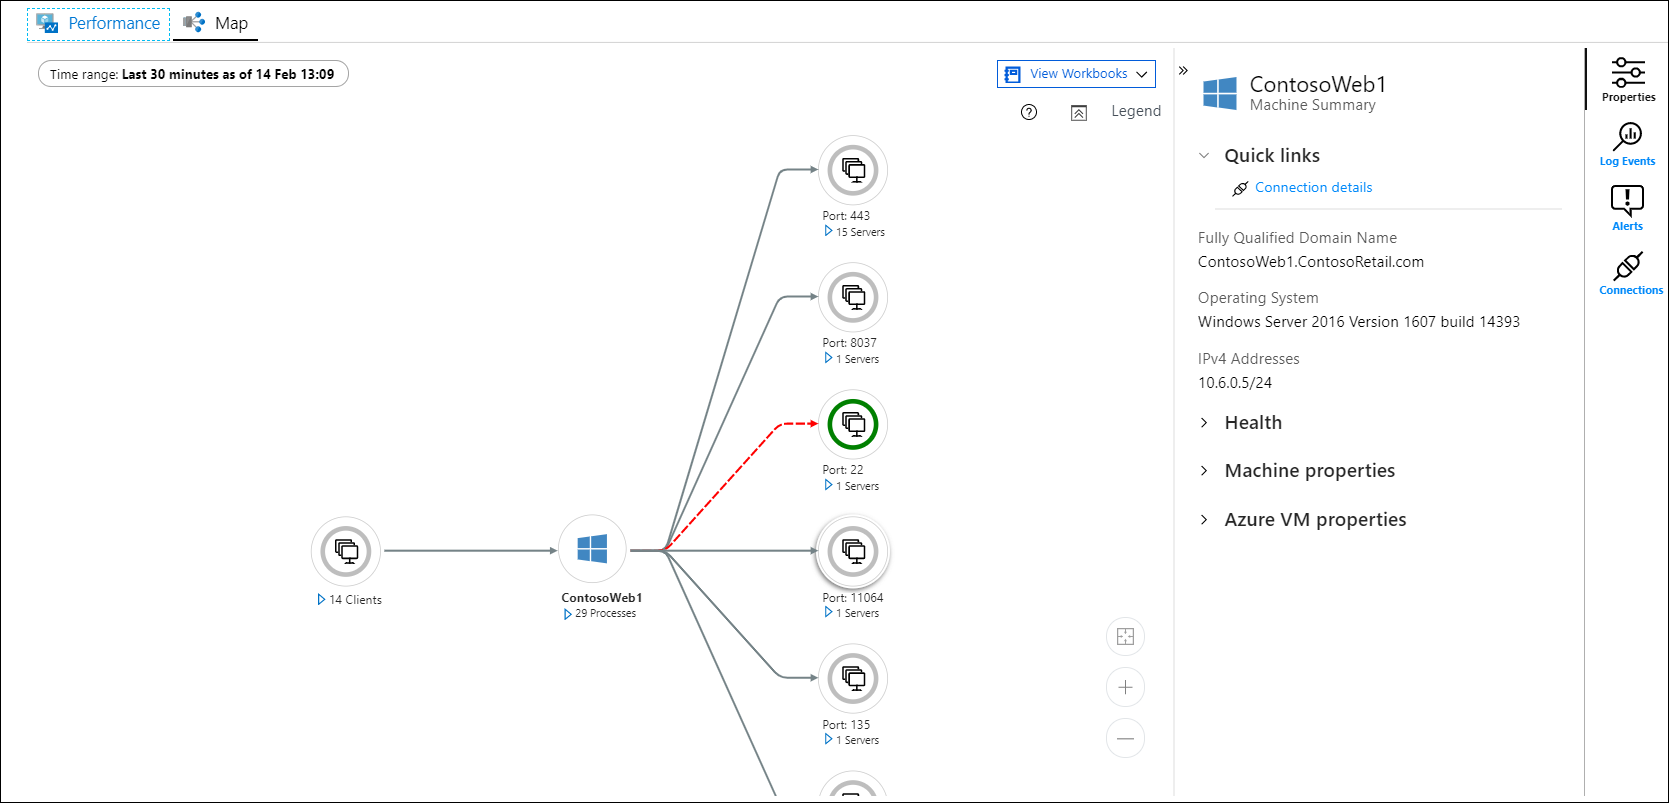 Performance
Map
Time range: Last 30 minutes as of 14 Feb 13:09
View Workbooks
Legend
Port: 443
15 Servers
Port: 8037
1 Servers
Port: 22
1 Servers
14 Clients
ContosoWeb1
29 Processes
Port: 11064
1 Servers
Port: 135
1 Servers
ContosoWeb1
Machine Summary
Quick links
Connection details
Fully Qualified Domain Name
ContosoWeb1.ContosoRetail.com
Operating System
Windows Server 2016 Version 1607 build 14393
IPv4 Addresses
10.6.0.5/24
Health
Machine properties
Azure VM properties
Properties
Log Events
Alerts
Connections